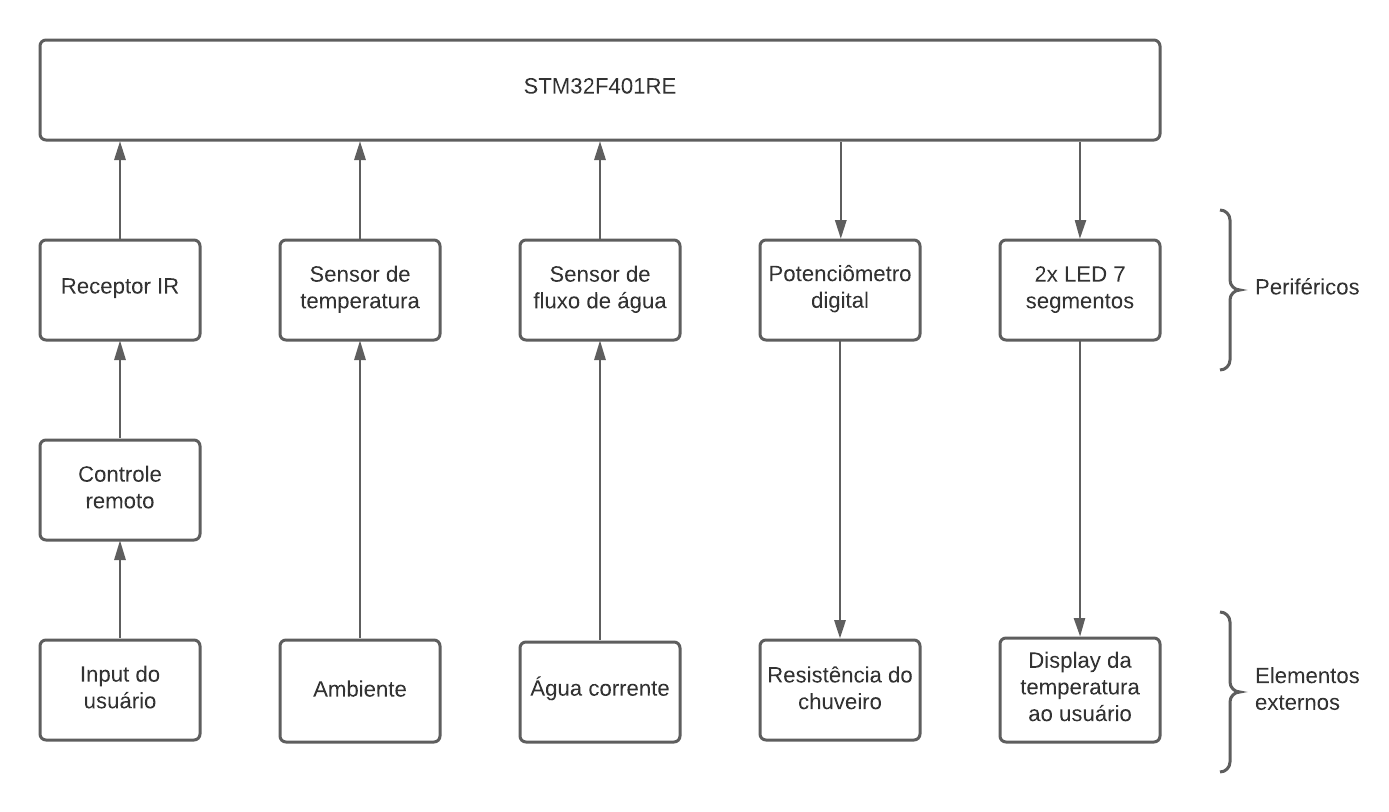 STM32F401RE
Receptor IR
Sensor de
temperatura
Sensor de
fluxo de água
Potenciômetro
digital
2x LED 7
segmentos
Periféricos
Controle
remoto
Input do
usuário
Ambiente
Água corrente
Resistência do
chuveiro
Display da
temperatura
ao usuário
Elementos
externos